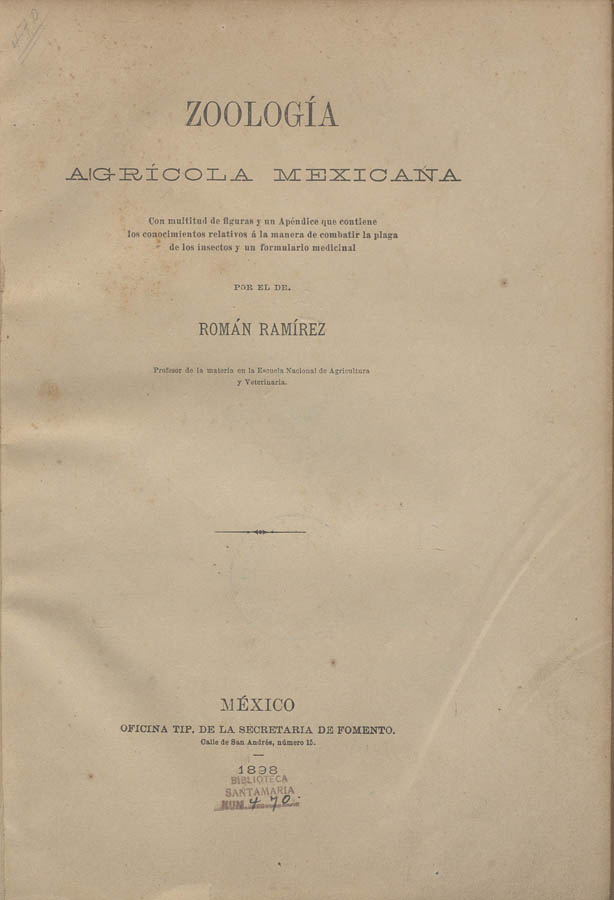 470
ZOOLOGÍA
AGRÍCOLA MEXICANA
Con multitud de figuras y un Apéndice que contiene
los conocimientos relativos á la manera de combatir la plaga
de los insectos y un formulario medicinal
POR EL DR.
ROMÁN RAMÍREZ
Profesor de la materia en la Escuela Nacional de Agricultura
y Veterinaria.
MÉXICO
OFICINA TIP. DE LA SECRETARIA DE FOMENTO.
Calle de San Andrés, número 15.
1898
BIBLIOTECA
SANTAMARIA
NUM. 470.